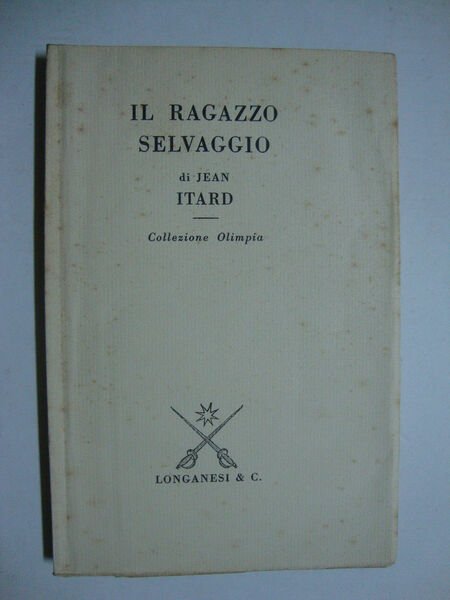 IL RAGAZZO
SELVAGGIO
di JEAN
ITARD
Collezione Olimpia
LONGANESI & C.